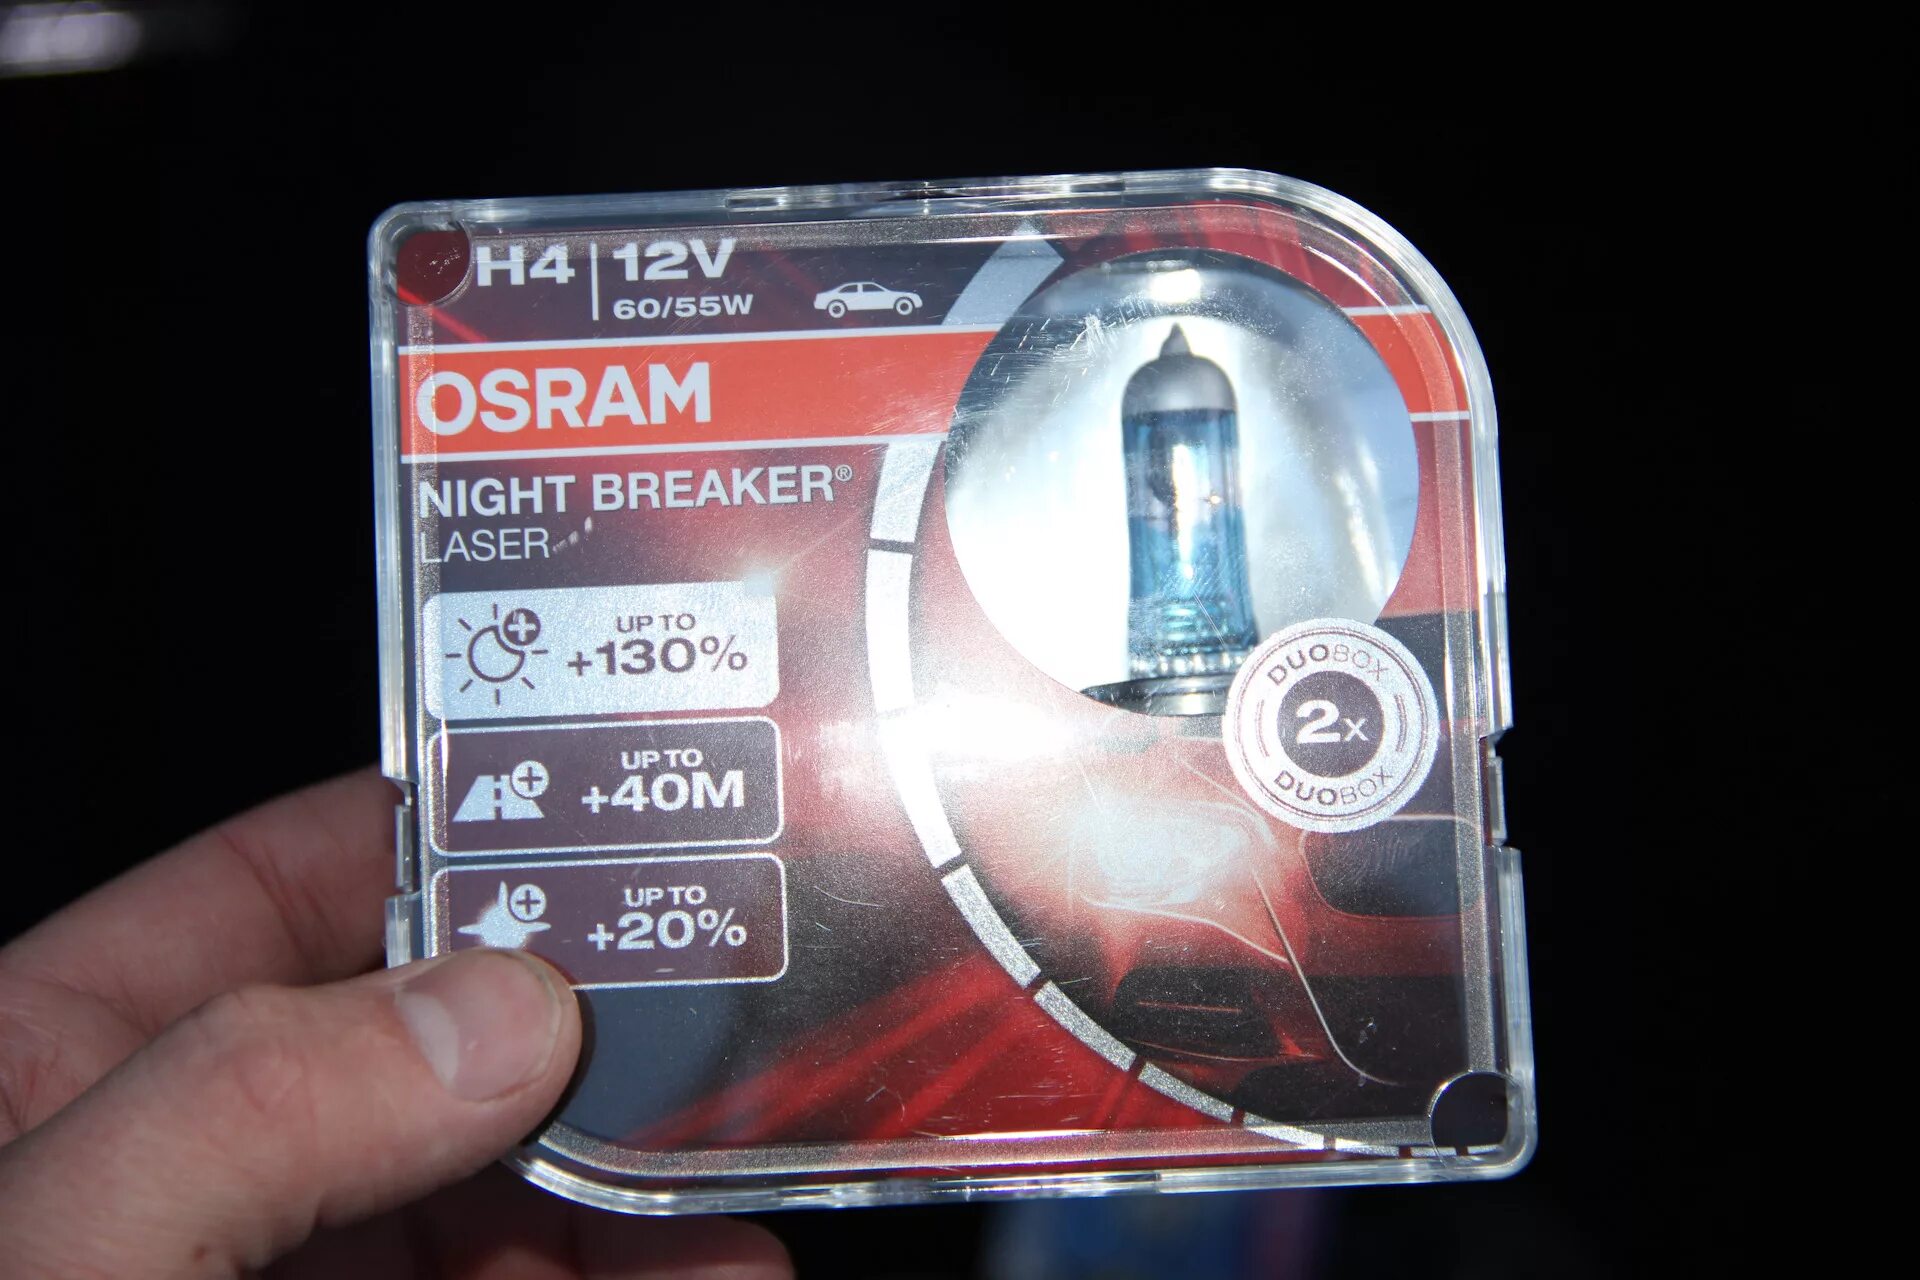 H4 12V
60/55W
OSRAM
NIGHT BREAKER®
LASER
UP TO
+130%
UP TO
+40M
UP TO
+20%
DUOBOX
2x
DUOBOX